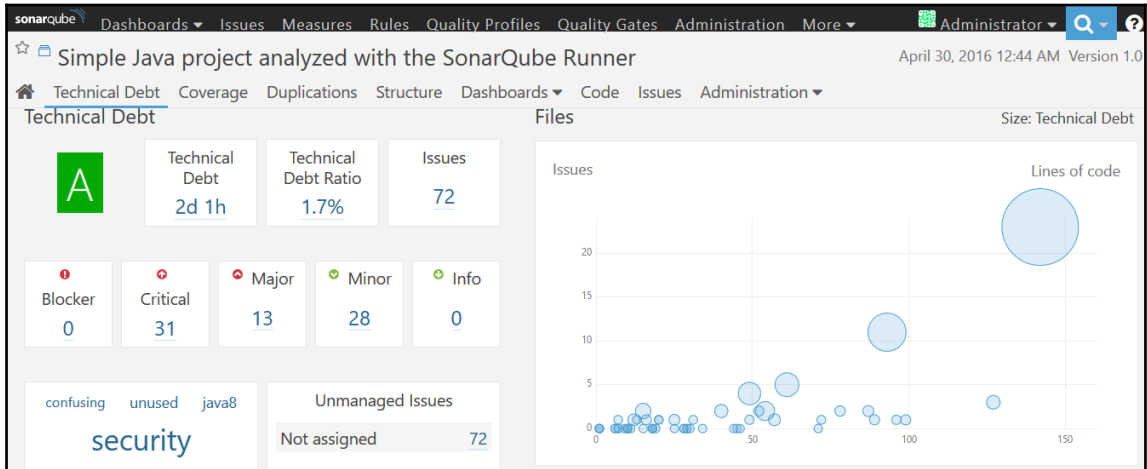 sonarqube Dashboards Issues Measures Rules Quality Profiles Quality Gates Administration More Administrator ?
Simple Java project analyzed with the SonarQube Runner April 30, 2016 12:44 AM Version 1.0
Technical Debt Coverage Duplications Structure Dashboards Code Issues Administration
Technical Debt
A
Technical
Debt
2d 1h
Technical
Debt Ratio
1.7%
Issues
72
Blocker
0
Critical
31
Major
13
Minor
28
Info
0
confusing unused java8
security
Unmanaged Issues
Not assigned 72
Files Size: Technical Debt
Issues Lines of code
20
15
10
5
0
0 50 100 150